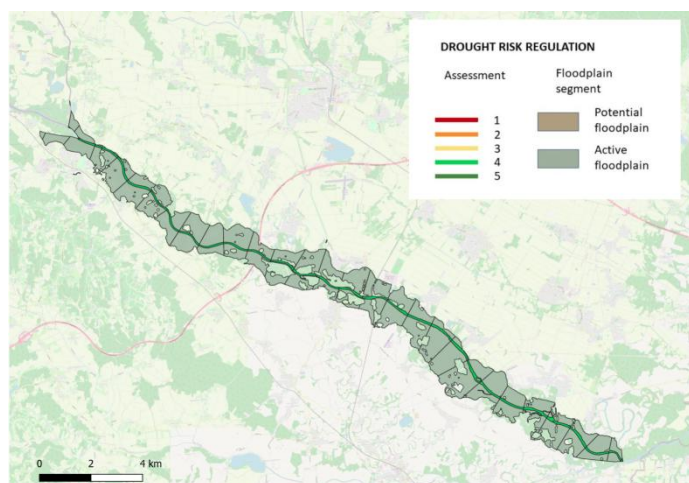 DROUGHT RISK REGULATION
Assessment
Floodplain
segment
1
2
3
4
5
Potential
floodplain
Active
floodplain
0 2 4 km